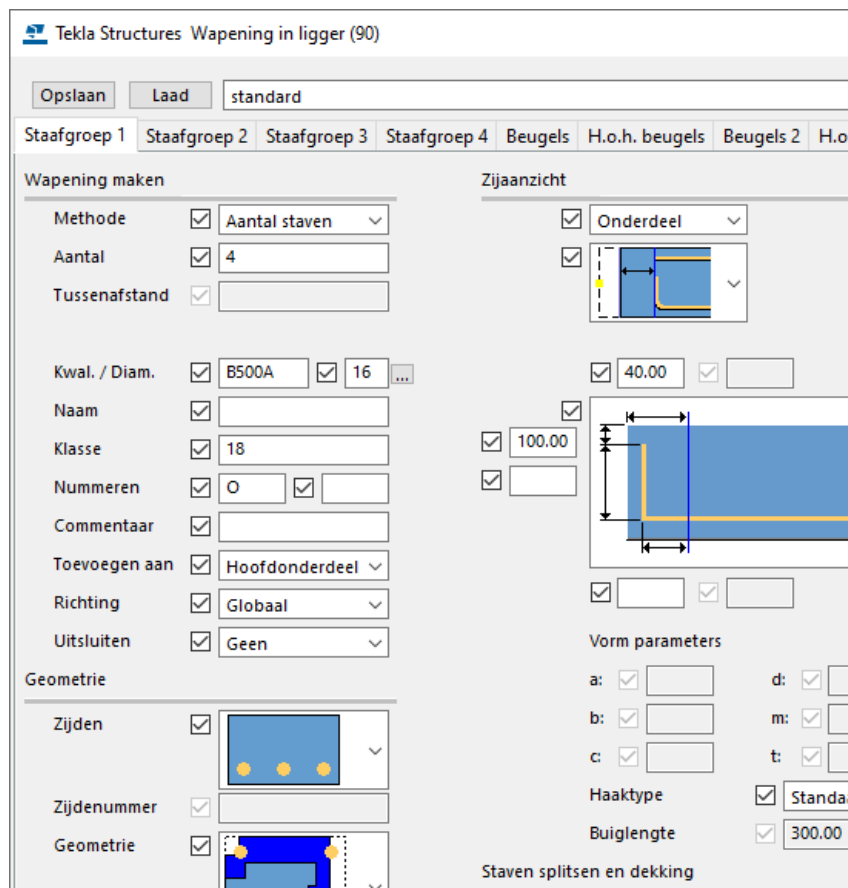 Tekla Structures Wapening in ligger (90)
Opslaan Laad standard
Staafgroep 1 Staafgroep 2 Staafgroep 3 Staafgroep 4 Beugels H.o.h. beugels Beugels 2 H.o
Wapening maken Zijaanzicht
Methode Aantal staven Onderdeel
Aantal 4
Tussenafstand
Kwal. / Diam. B500A 16 ... 40.00
Naam
Klasse 18 100.00
Nummeren O
Commentaar
Toevoegen aan Hoofdonderdeel
Richting Globaal
Uitsluiten Geen Vorm parameters
Geometrie a: d:
Zijden b: m:
c: t:
Haaktype Standaa
Zijdenummer
Geometrie Buiglengte 300.00
Staven splitsen en dekking